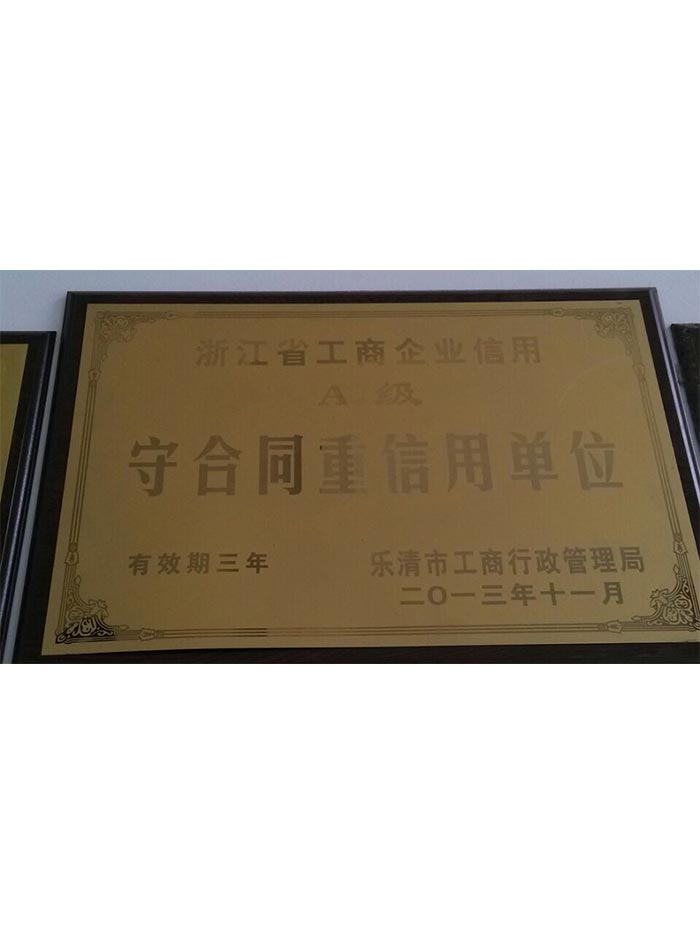 浙江省工商企业信用
A 级
守合同重信用单位
有效期三年
乐清市工商行政管理局
二〇一三年十一月